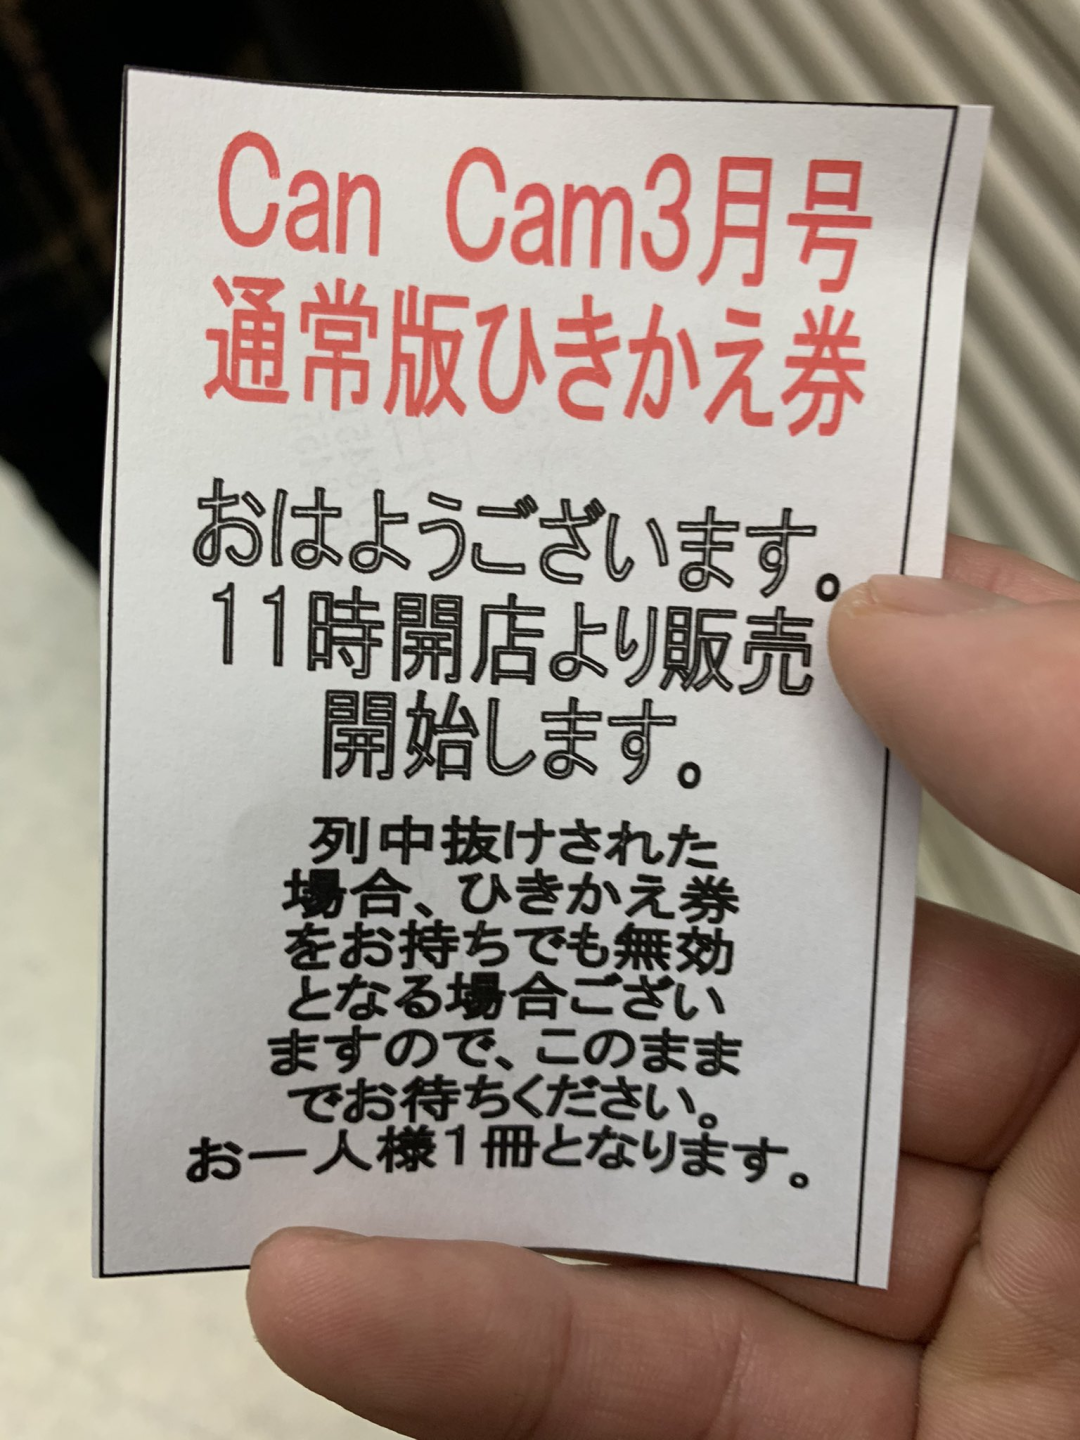 Can Cam3月号
通常版ひきかえ券
おはようございます。
11時開店より販売
開始します。
列中抜けされた
場合、ひきかえ券
をお持ちでも無効
となる場合ござい
ますので、このまま
でお待ちください。
お一人様1冊となります。